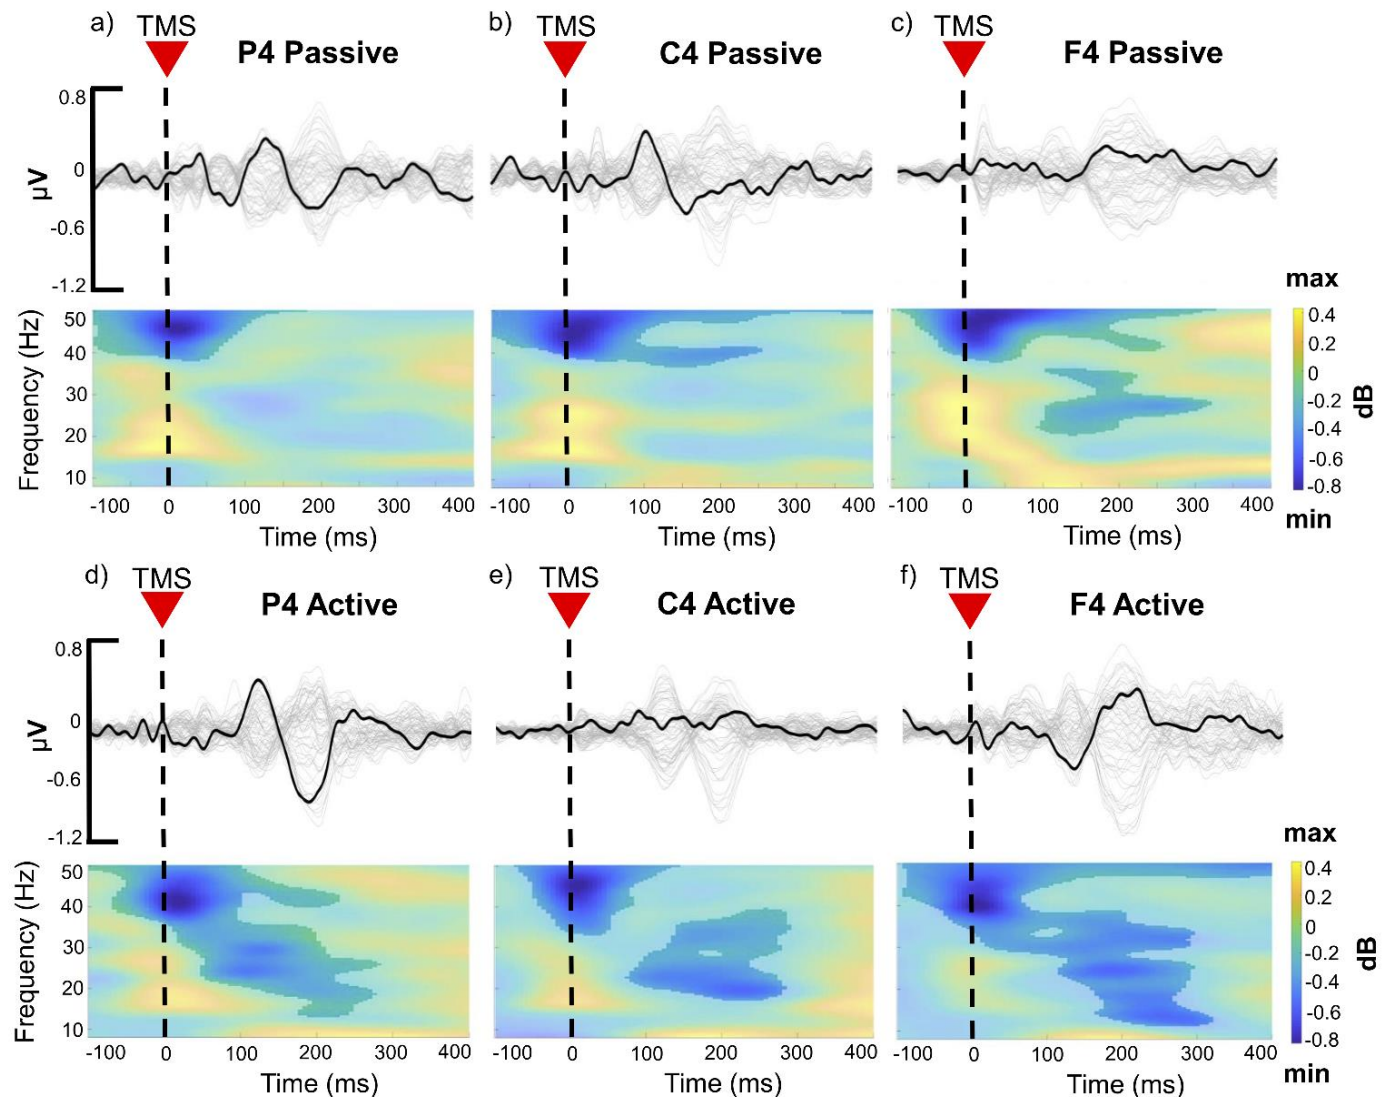 a) TMS P4 Passive
b) TMS C4 Passive
c) TMS F4 Passive
µV
0.8
0
-0.6
-1.2
Frequency (Hz)
50
40
30
20
10
-100 0 100 200 300 400
Time (ms)
-100 0 100 200 300 400
Time (ms)
-100 0 100 200 300 400
Time (ms)
max
0.4
0.2
0
-0.2
-0.4
-0.6
-0.8
min
dB
d) TMS P4 Active
e) TMS C4 Active
f) TMS F4 Active
µV
0.8
0
-0.6
-1.2
Frequency (Hz)
50
40
30
20
10
-100 0 100 200 300 400
Time (ms)
-100 0 100 200 300 400
Time (ms)
-100 0 100 200 300 400
Time (ms)
max
0.4
0.2
0
-0.2
-0.4
-0.6
-0.8
min
dB